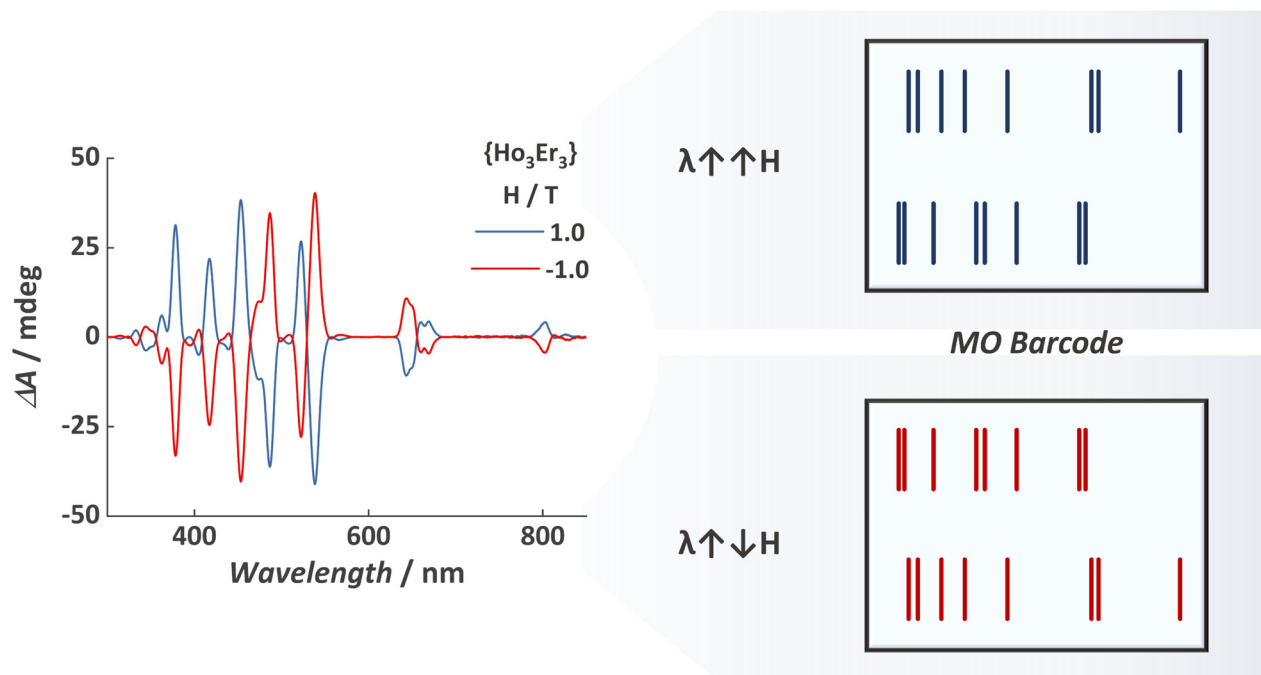 50
25
0
-25
-50
ΔA / mdeg
400
600
800
Wavelength / nm
{Ho₃Er₃}
H / T
1.0
-1.0
λ↑↑H
MO Barcode
λ↑↓H